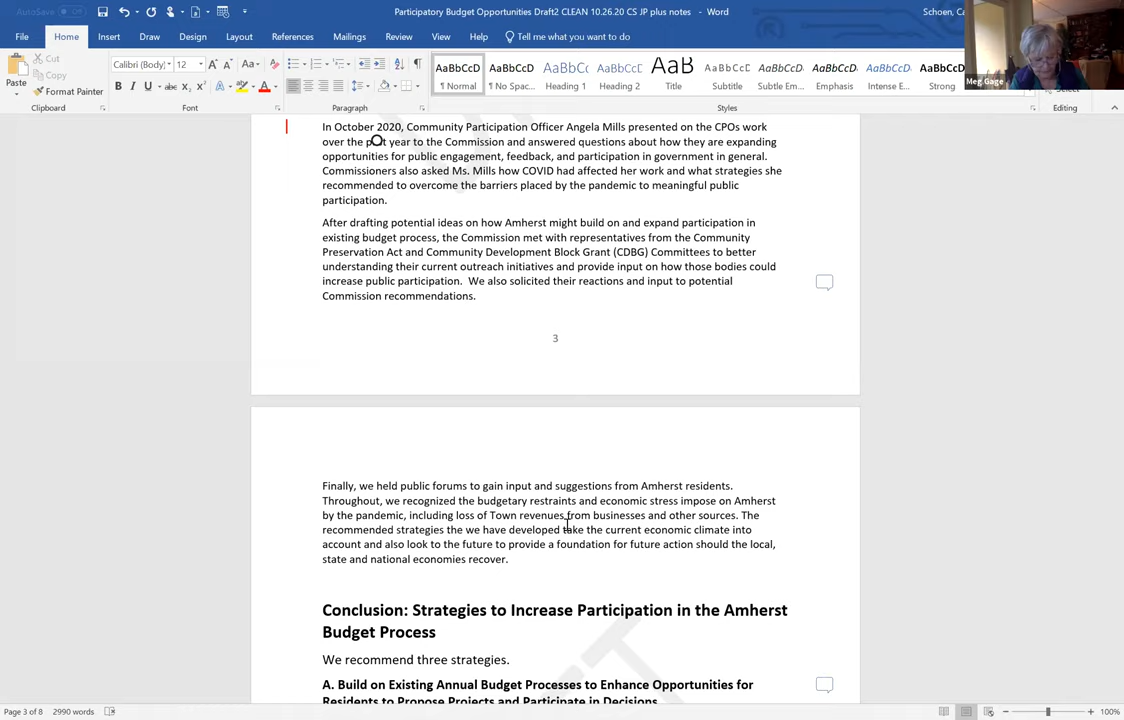 AutoSave
Participatory Budget Opportunities Draft2 CLEAN 10.26.20 CS JP plus notes - Word
Schoen, Ca
File Home Insert Draw Design Layout References Mailings Review View Help Tell me what you want to do
Meg Gage
Paste
Cut
Copy
Format Painter
Clipboard
Calibri (Body) 12
Font
Paragraph
AaBbCcD AaBbCcD AaBbCc AaBbCcD AaB AaBbCcD AaBbCcD AaBbCcD AaBbCcD AaBbCcD
¶ Normal ¶ No Spac... Heading 1 Heading 2 Title Subtitle Subtle Em... Emphasis Intense E... Strong
Styles
Select
Editing
In October 2020, Community Participation Officer Angela Mills presented on the CPOs work
over the past year to the Commission and answered questions about how they are expanding
opportunities for public engagement, feedback, and participation in government in general.
Commissioners also asked Ms. Mills how COVID had affected her work and what strategies she
recommended to overcome the barriers placed by the pandemic to meaningful public
participation.
After drafting potential ideas on how Amherst might build on and expand participation in
existing budget process, the Commission met with representatives from the Community
Preservation Act and Community Development Block Grant (CDBG) Committees to better
understanding their current outreach initiatives and provide input on how those bodies could
increase public participation. We also solicited their reactions and input to potential
Commission recommendations.
3
Finally, we held public forums to gain input and suggestions from Amherst residents.
Throughout, we recognized the budgetary restraints and economic stress impose on Amherst
by the pandemic, including loss of Town revenues from businesses and other sources. The
recommended strategies the we have developed take the current economic climate into
account and also look to the future to provide a foundation for future action should the local,
state and national economies recover.
Conclusion: Strategies to Increase Participation in the Amherst
Budget Process
We recommend three strategies.
A. Build on Existing Annual Budget Processes to Enhance Opportunities for
Residents to Propose Projects and Participate in Decisions
Page 3 of 8 2990 words
100%